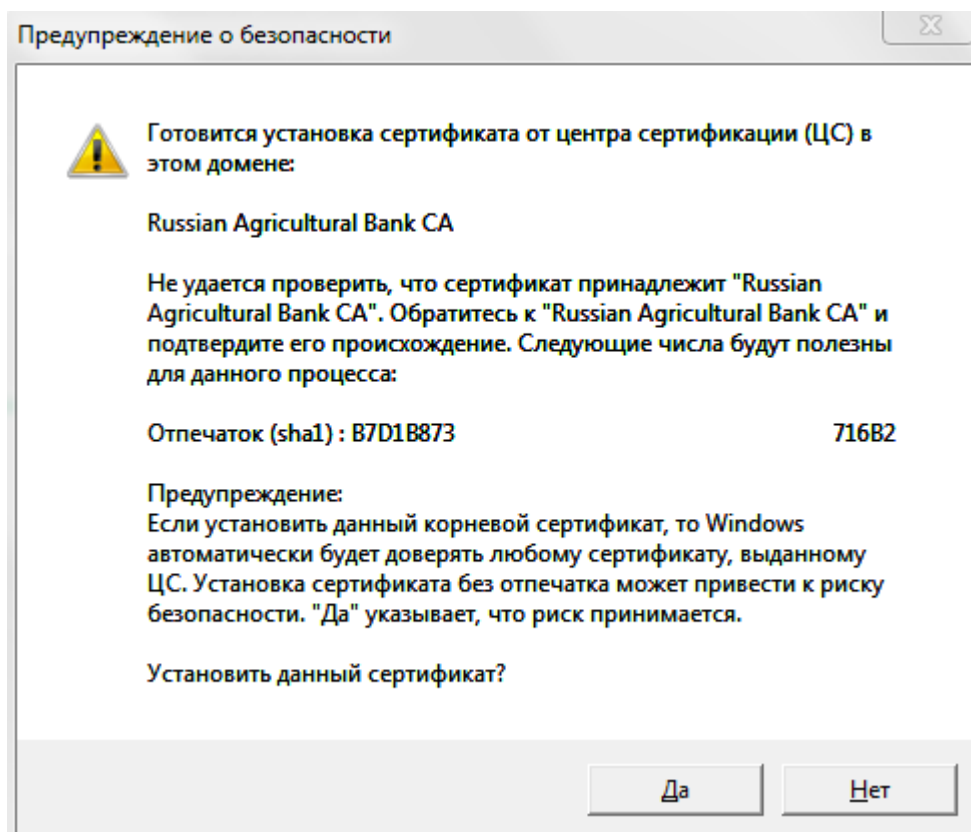 Предупреждение о безопасности
Готовится установка сертификата от центра сертификации (ЦС) в
этом домене:
Russian Agricultural Bank CA
Не удается проверить, что сертификат принадлежит "Russian
Agricultural Bank CA". Обратитесь к "Russian Agricultural Bank CA" и
подтвердите его происхождение. Следующие числа будут полезны
для данного процесса:
Отпечаток (sha1) : B7D1B873 716B2
Предупреждение:
Если установить данный корневой сертификат, то Windows
автоматически будет доверять любому сертификату, выданному
ЦС. Установка сертификата без отпечатка может привести к риску
безопасности. "Да" указывает, что риск принимается.
Установить данный сертификат?
Да Нет